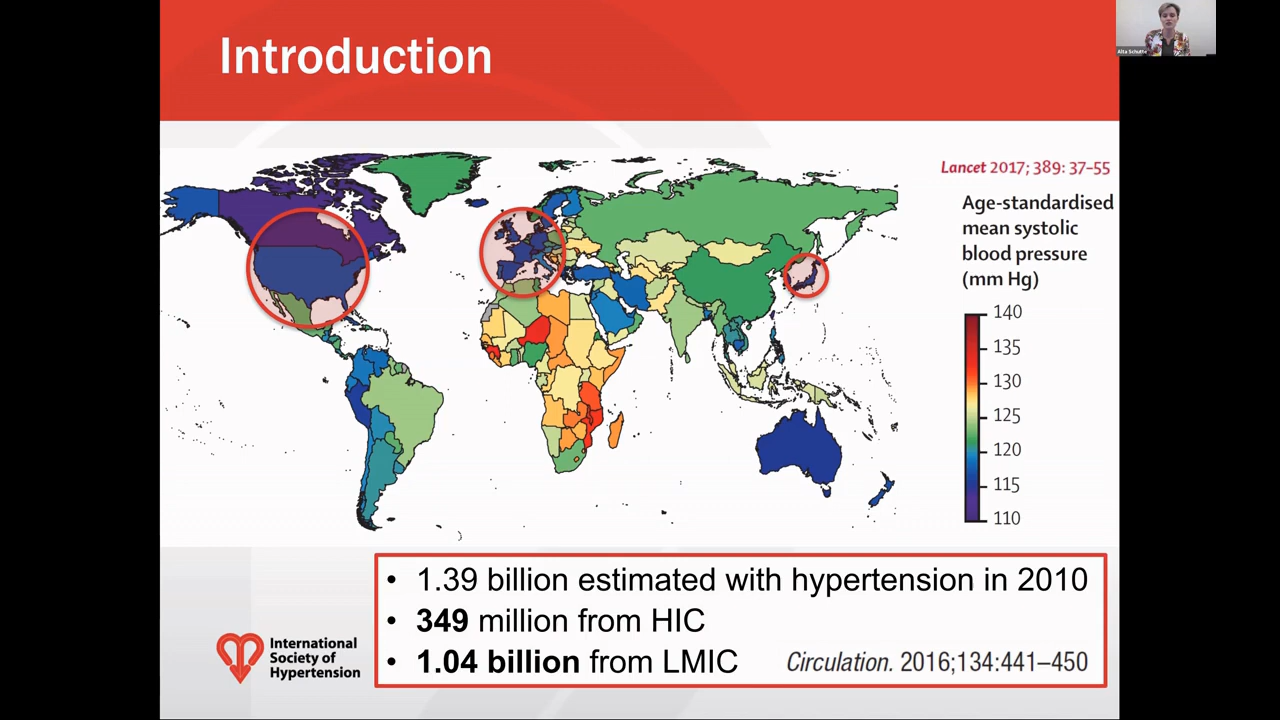 Introduction
Alta Schutte
Lancet 2017; 389: 37–55
Age-standardised
mean systolic
blood pressure
(mm Hg)
140
135
130
125
120
115
110
• 1.39 billion estimated with hypertension in 2010
• 349 million from HIC
• 1.04 billion from LMIC
Circulation. 2016;134:441–450
International
Society of
Hypertension